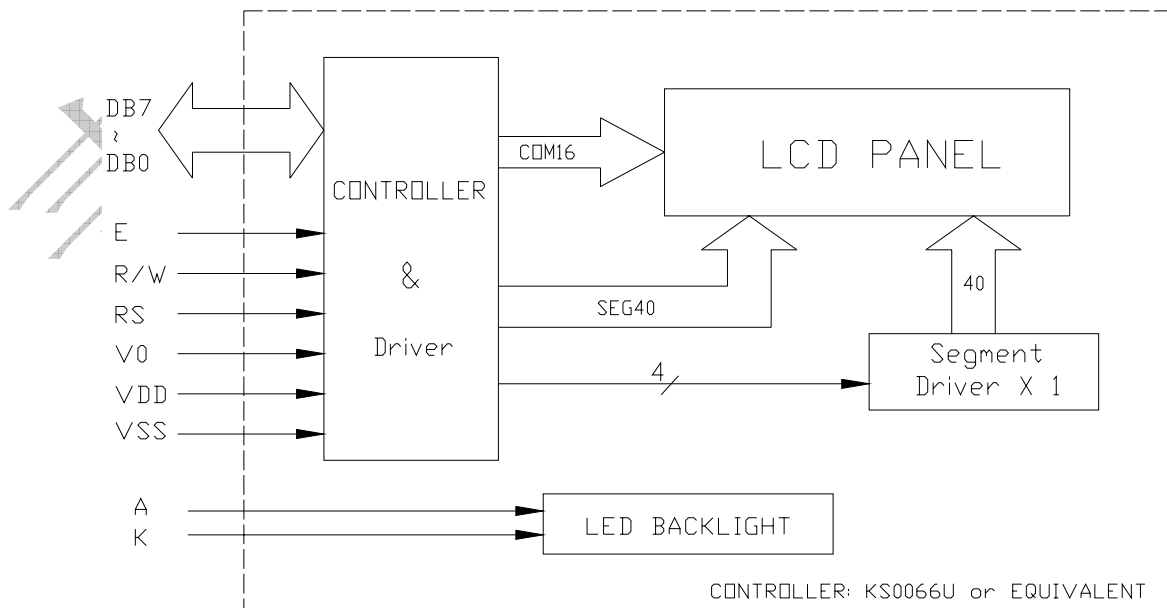 DB7
~
DB0
E
R/W
RS
V0
VDD
VSS
A
K
CONTROLLER
&
Driver
COM16
SEG40
4
LCD PANEL
40
Segment
Driver X 1
LED BACKLIGHT
CONTROLLER: KS0066U or EQUIVALENT